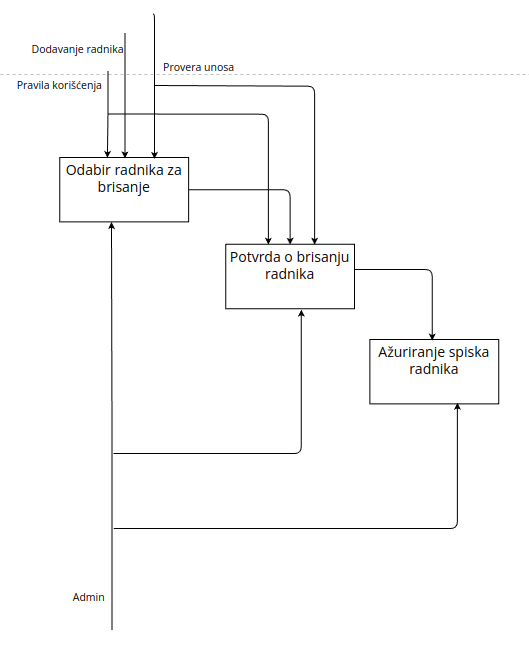 Dodavanje radnika
Provera unosa
Pravila korišćenja
Odabir radnika za
brisanje
Potvrda o brisanju
radnika
Ažuriranje spiska
radnika
Admin